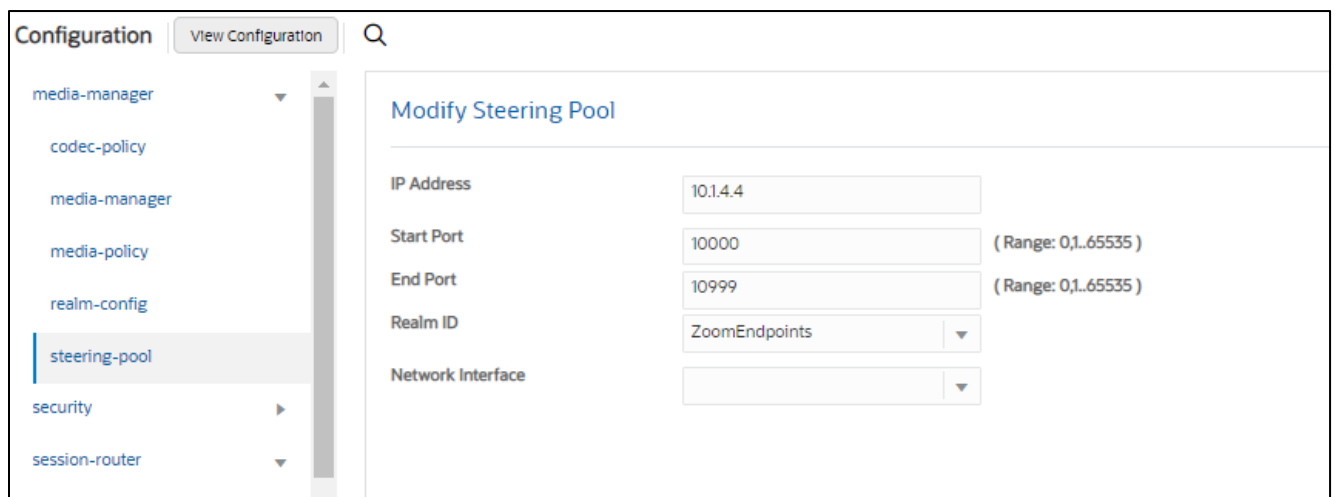 Configuration View Configuration
media-manager
codec-policy
media-manager
media-policy
realm-config
steering-pool
security
session-router
Modify Steering Pool
IP Address 10.1.4.4
Start Port 10000 ( Range: 0,1..65535 )
End Port 10999 ( Range: 0,1..65535 )
Realm ID ZoomEndpoints
Network Interface